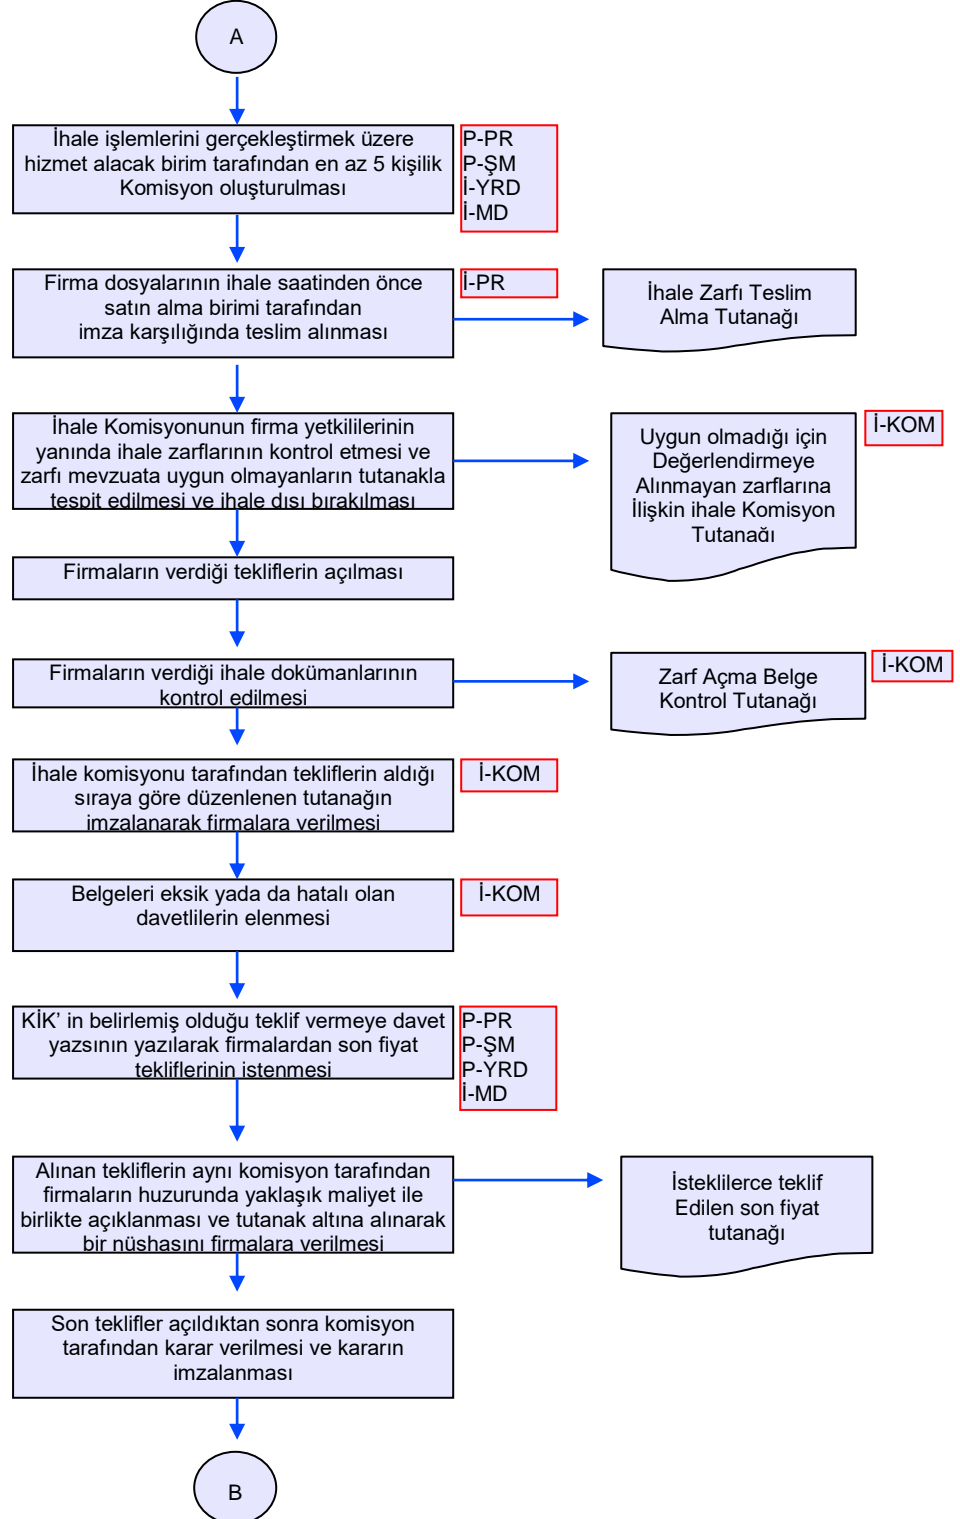 A
İhale işlemlerini gerçekleştirmek üzere
hizmet alacak birim tarafından en az 5 kişilik
Komisyon oluşturulması
P-PR
P-ŞM
İ-YRD
İ-MD
Firma dosyalarının ihale saatinden önce
satın alma birimi tarafından
imza karşılığında teslim alınması
İ-PR
İhale Zarfı Teslim
Alma Tutanağı
İhale Komisyonunun firma yetkililerinin
yanında ihale zarflarının kontrol etmesi ve
zarfı mevzuata uygun olmayanların tutanakla
tespit edilmesi ve ihale dışı bırakılması
Uygun olmadığı için
Değerlendirmeye
Alınmayan zarflarına
İlişkin ihale Komisyon
Tutanağı
İ-KOM
Firmaların verdiği tekliflerin açılması
Firmaların verdiği ihale dokümanlarının
kontrol edilmesi
Zarf Açma Belge
Kontrol Tutanağı
İ-KOM
İhale komisyonu tarafından tekliflerin aldığı
sıraya göre düzenlenen tutanağın
imzalanarak firmalara verilmesi
İ-KOM
Belgeleri eksik yada da hatalı olan
davetlilerin elenmesi
İ-KOM
KİK' in belirlemiş olduğu teklif vermeye davet
yazsının yazılarak firmalardan son fiyat
tekliflerinin istenmesi
P-PR
P-ŞM
P-YRD
İ-MD
Alınan tekliflerin aynı komisyon tarafından
firmaların huzurunda yaklaşık maliyet ile
birlikte açıklanması ve tutanak altına alınarak
bir nüshasını firmalara verilmesi
İsteklilerce teklif
Edilen son fiyat
tutanağı
Son teklifler açıldıktan sonra komisyon
tarafından karar verilmesi ve kararın
imzalanması
B